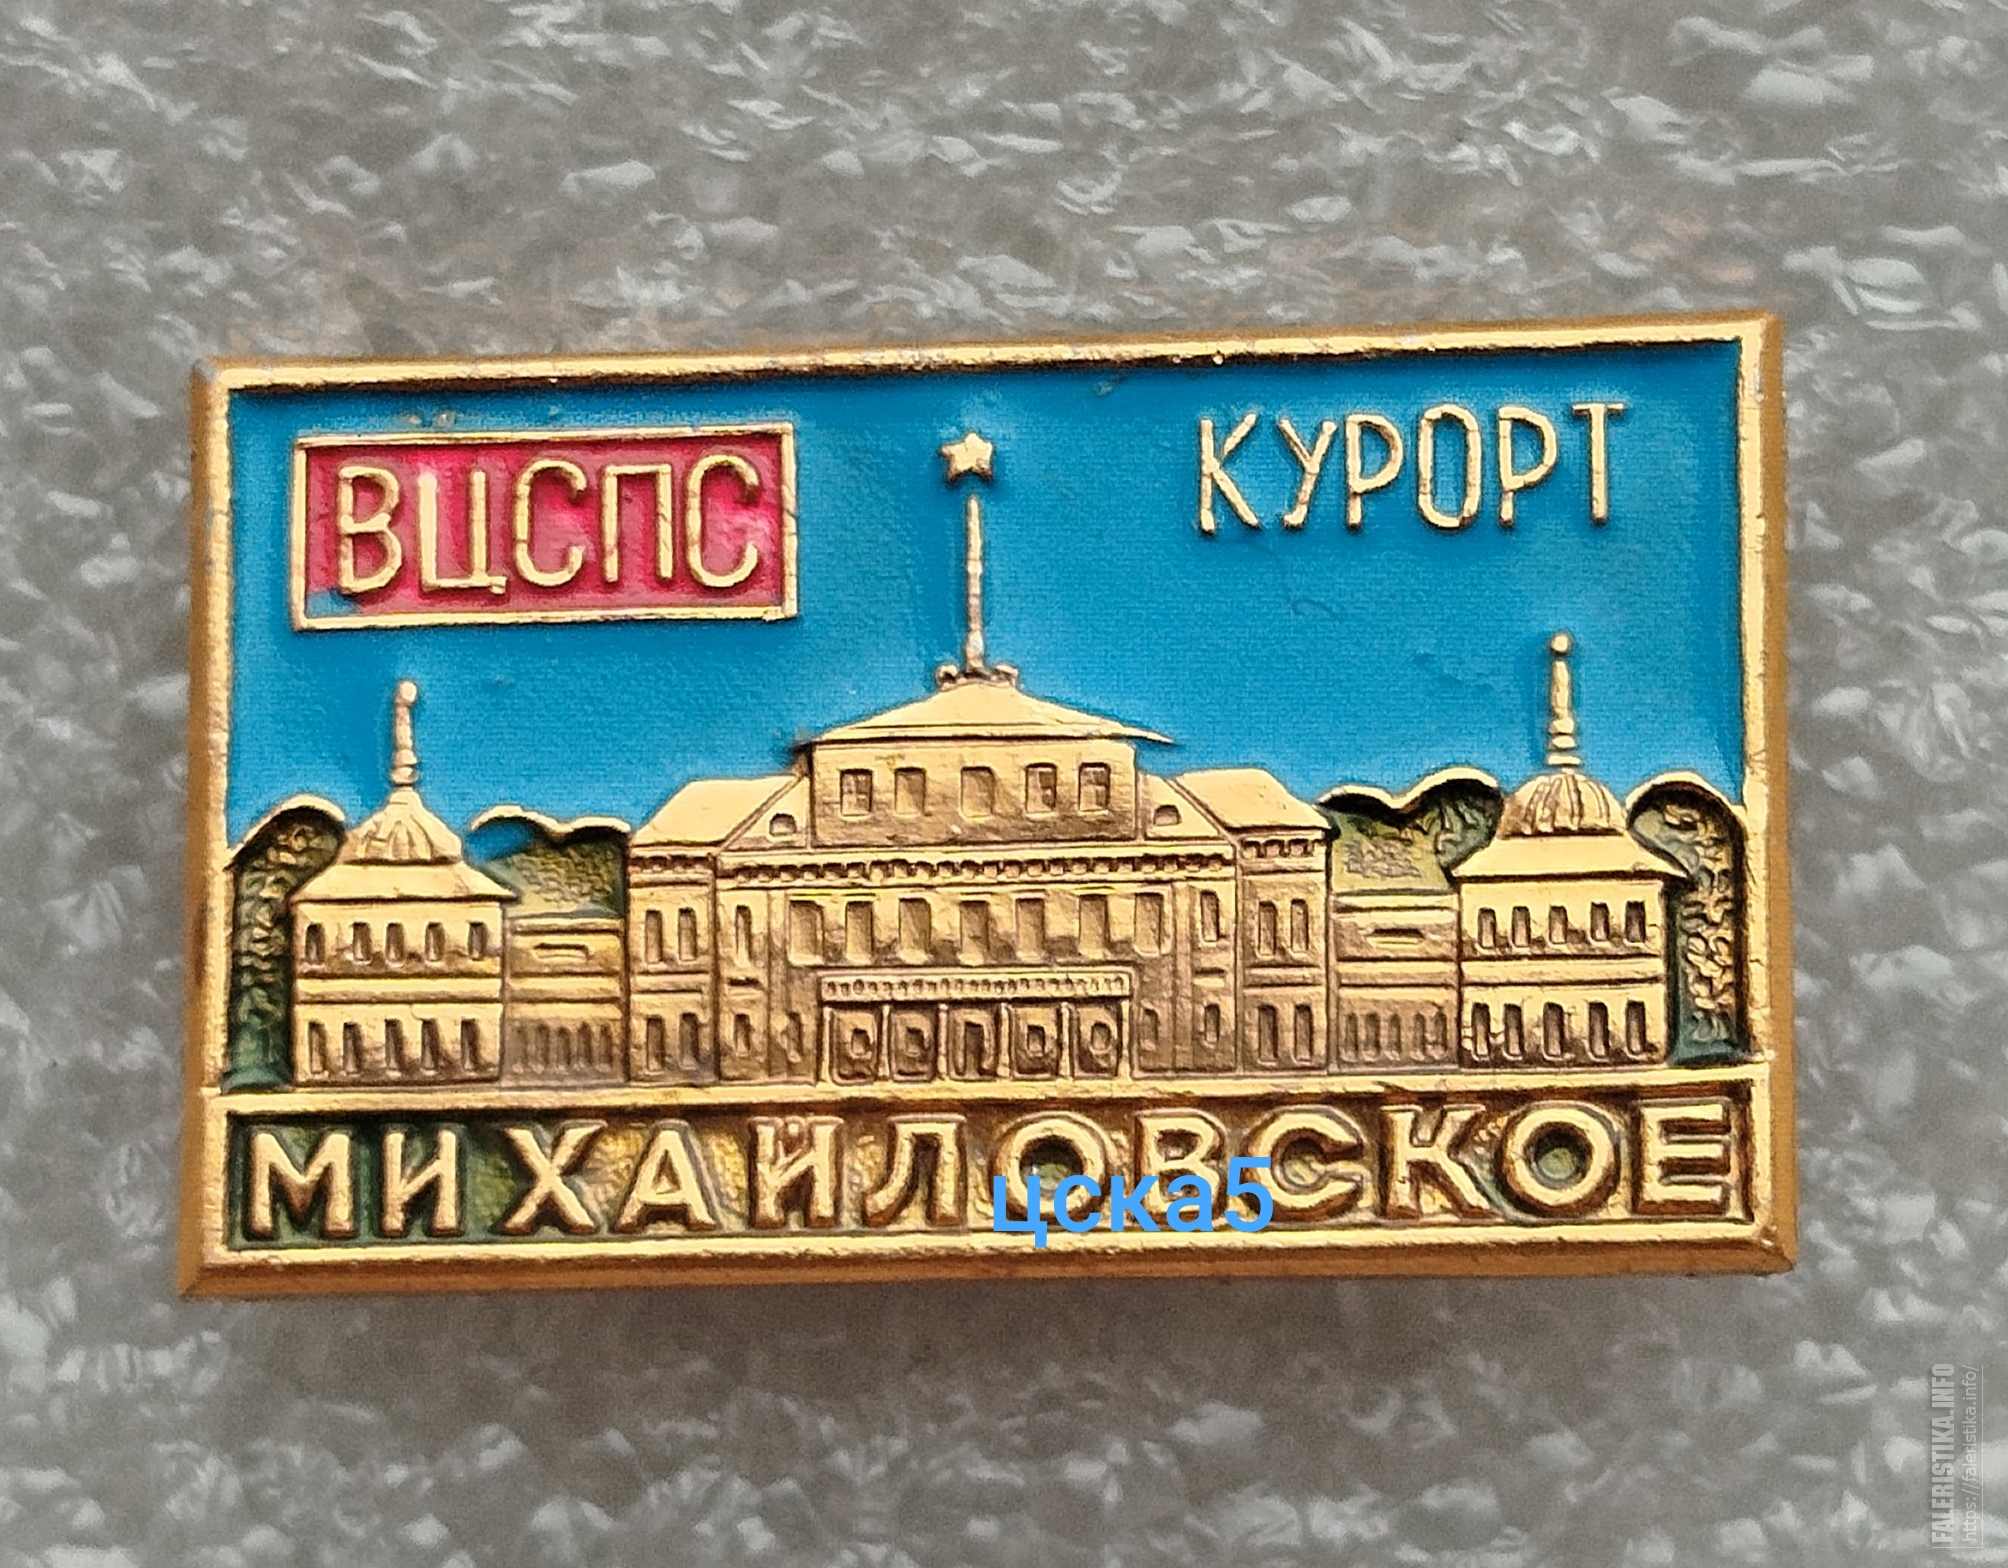 ВЦСПС
КУРОРТ
МИХАЙЛОВСКОЕ
цска5
FALERISTIKA.INFO
https://faleristika.info/